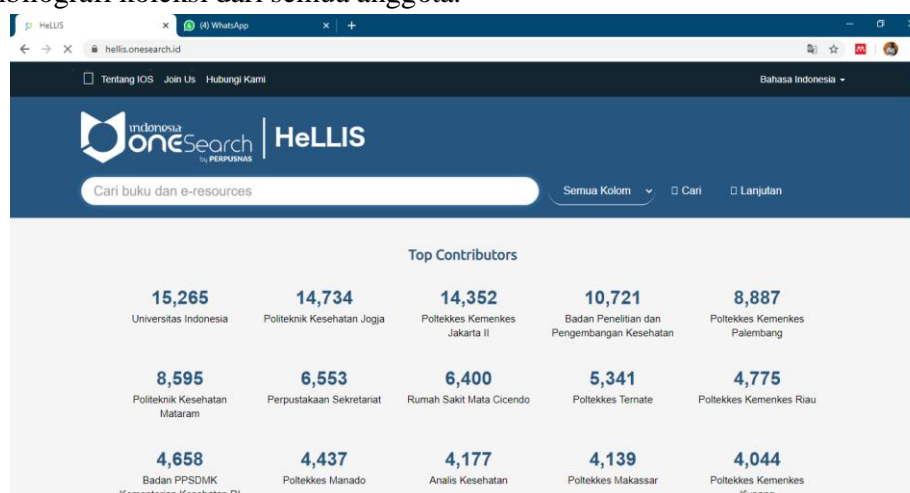 nografi koleksi dari semua anggota.
HeLLIS
(4) WhatsApp
hellis.onesearch.id
Tentang IOS Join Us Hubungi Kami
Bahasa Indonesia
indonesia
oneSearch
by PERPUSNAS
HeLLIS
Cari buku dan e-resources
Semua Kolom
Cari
Lanjutan
Top Contributors
15,265 14,734 14,352 10,721 8,887
Universitas Indonesia Politeknik Kesehatan Jogja Poltekkes Kemenkes Badan Penelitian dan Poltekkes Kemenkes
Jakarta II Pengembangan Kesehatan Palembang
8,595 6,553 6,400 5,341 4,775
Politeknik Kesehatan Perpustakaan Sekretariat Rumah Sakit Mata Cicendo Poltekkes Ternate Poltekkes Kemenkes Riau
Mataram
4,658 4,437 4,177 4,139 4,044
Badan PPSDMK Poltekkes Manado Analis Kesehatan Poltekkes Makassar Poltekkes Kemenkes